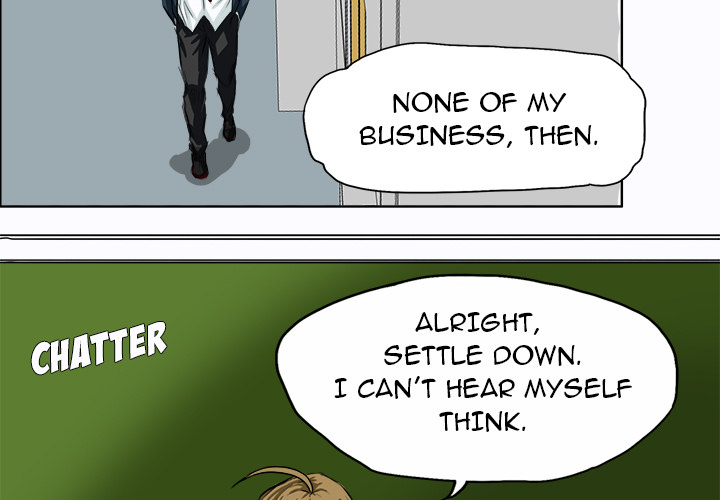 NONE OF MY
BUSINESS, THEN.
CHATTER
ALRIGHT,
SETTLE DOWN.
I CAN'T HEAR MYSELF
THINK.